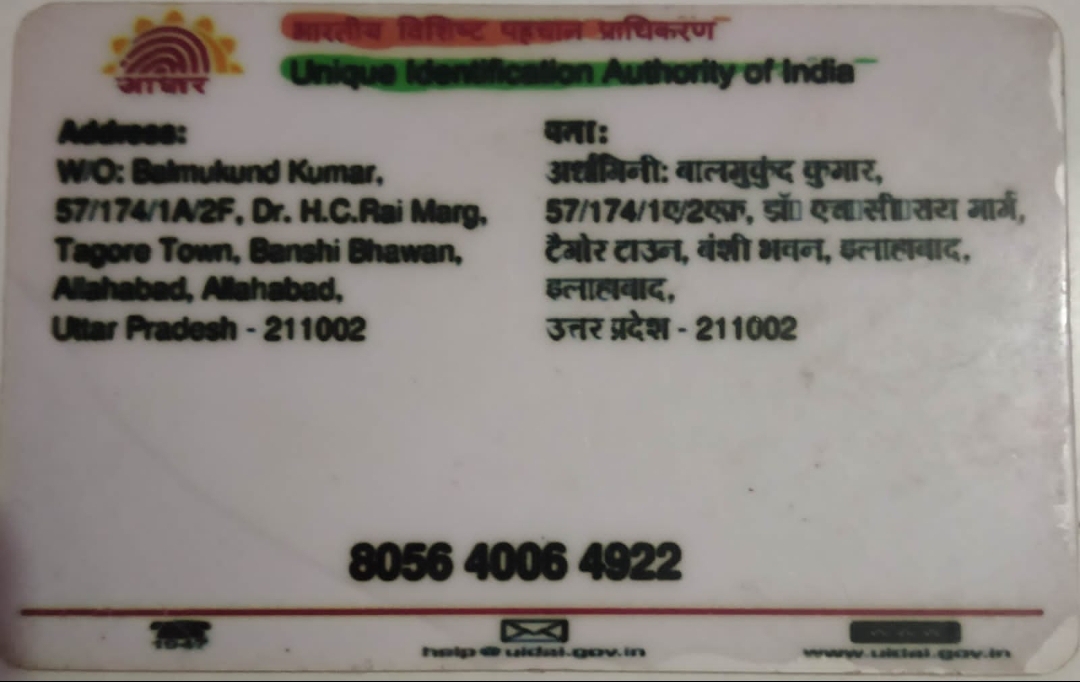 आधार
भारतीय विशिष्ट पहचान प्राधिकरण
Unique Identification Authority of India
Address:
W/O: Balmukund Kumar,
57/174/1A/2F, Dr. H.C.Rai Marg,
Tagore Town, Banshi Bhawan,
Allahabad, Allahabad,
Uttar Pradesh - 211002
पता:
अर्धांगिनी: बालमुकुंद कुमार,
57/174/1ए/2एफ़, डॉ एच सी राय मार्ग,
टैगोर टाउन, बंशी भवन, इलाहाबाद,
इलाहाबाद,
उत्तर प्रदेश - 211002
8056 4006 4922
1947
help@uidai.gov.in
www.uidai.gov.in